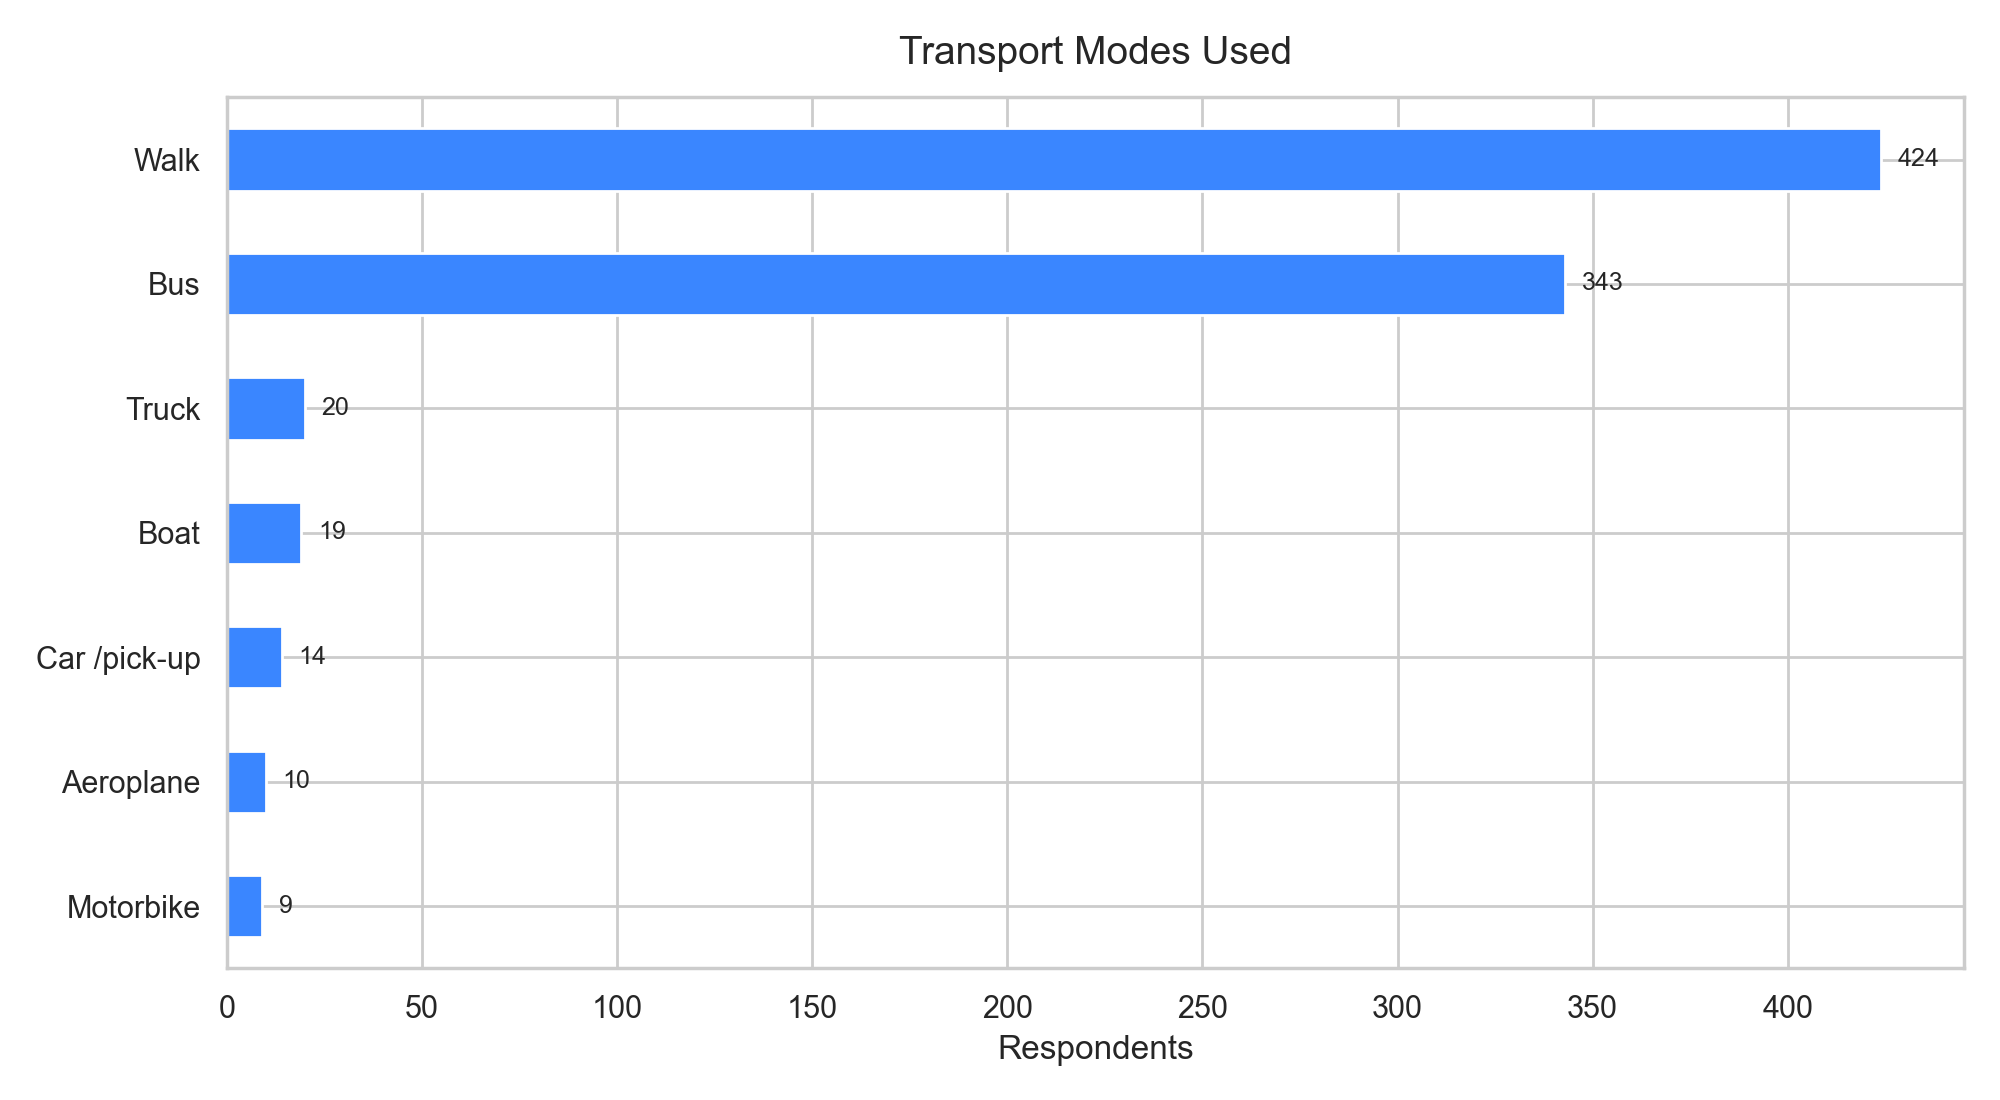 Transport Modes Used
Walk 424
Bus 343
Truck 20
Boat 19
Car /pick-up 14
Aeroplane 10
Motorbike 9
0 50 100 150 200 250 300 350 400
Respondents